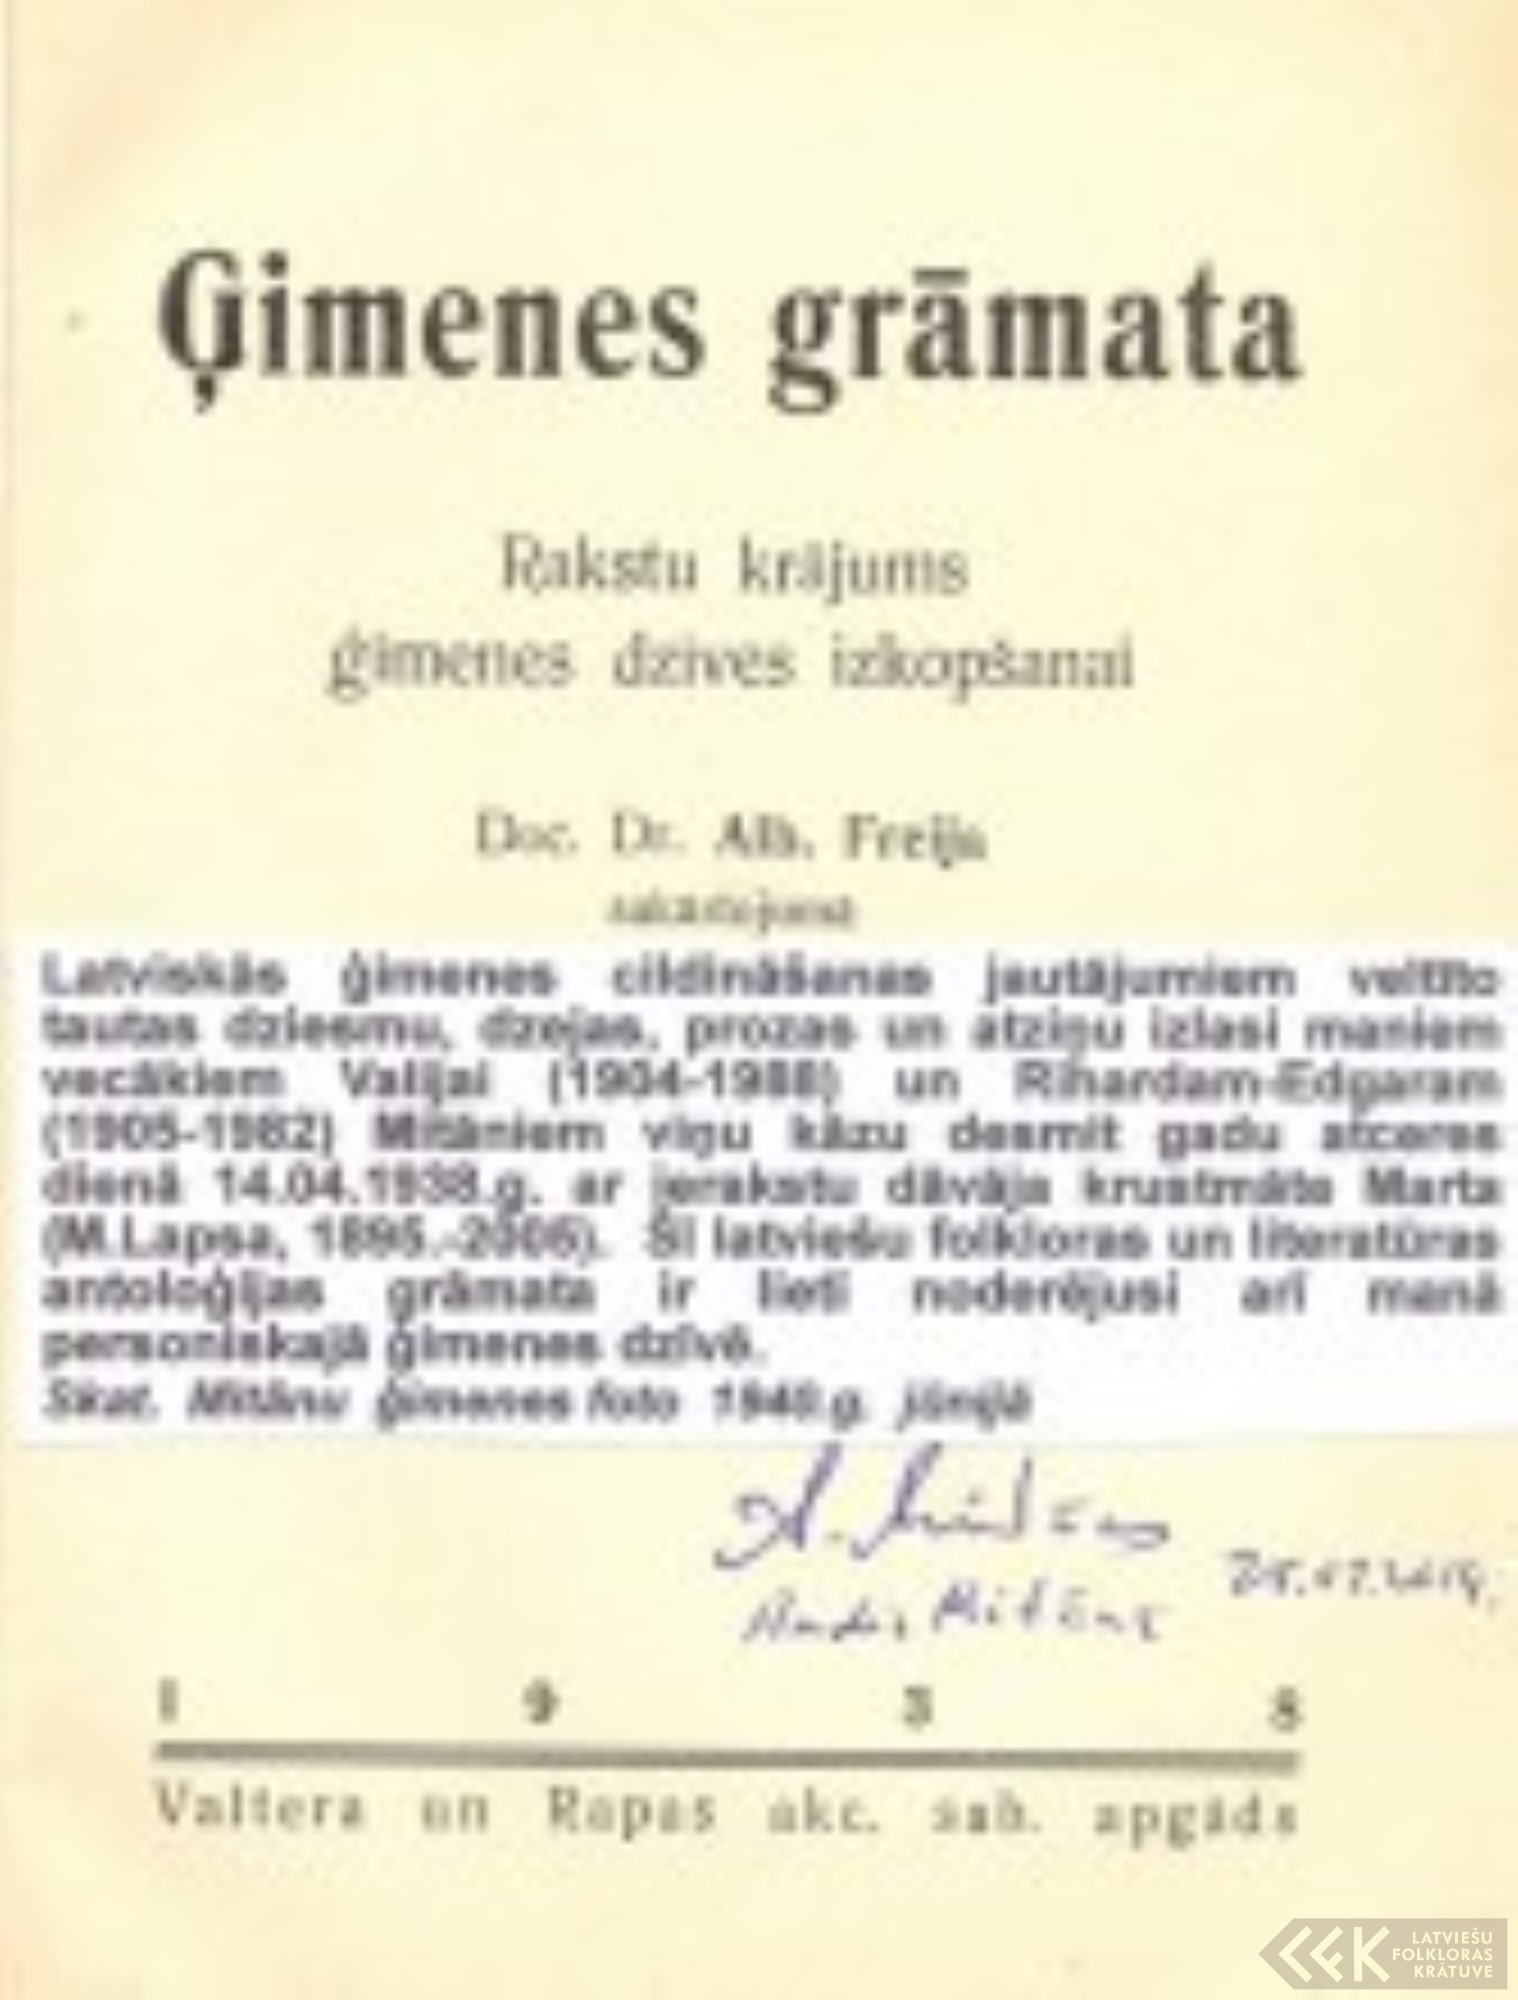 Ģimenes grāmata
Rakstu krājums
ģimenes dzīves izkopšanai
Doc. Dr. Alb. Freija
sakārtojumā
Latviskās ģimenes cildināšanas jautājumiem veltīto
tautas dziesmu, dzejas, prozas un atziņu izlasi maniem
vecākiem Valijai (1904-1988) un Rihardam-Edgaram
(1905-1982) Mitāniem viņu kāzu desmit gadu atceres
dienā 14.04.1938.g. ar ierakstu dāvāja krustmāte Marta
(M.Lapsa, 1895.-2005). Šī latviešu folkloras un literatūras
antoloģijas grāmata ir lieti noderējusi arī manā
personiskajā ģimenes dzīvē.
Skat. Mitānu ģimenes foto 1940.g. jūnijā
A. Mitāns
Mitāns
1 9 3 8
Valtera un Rapas akc. sab. apgāds
LATVIEŠU
FOLKLORAS
KRĀTUVE